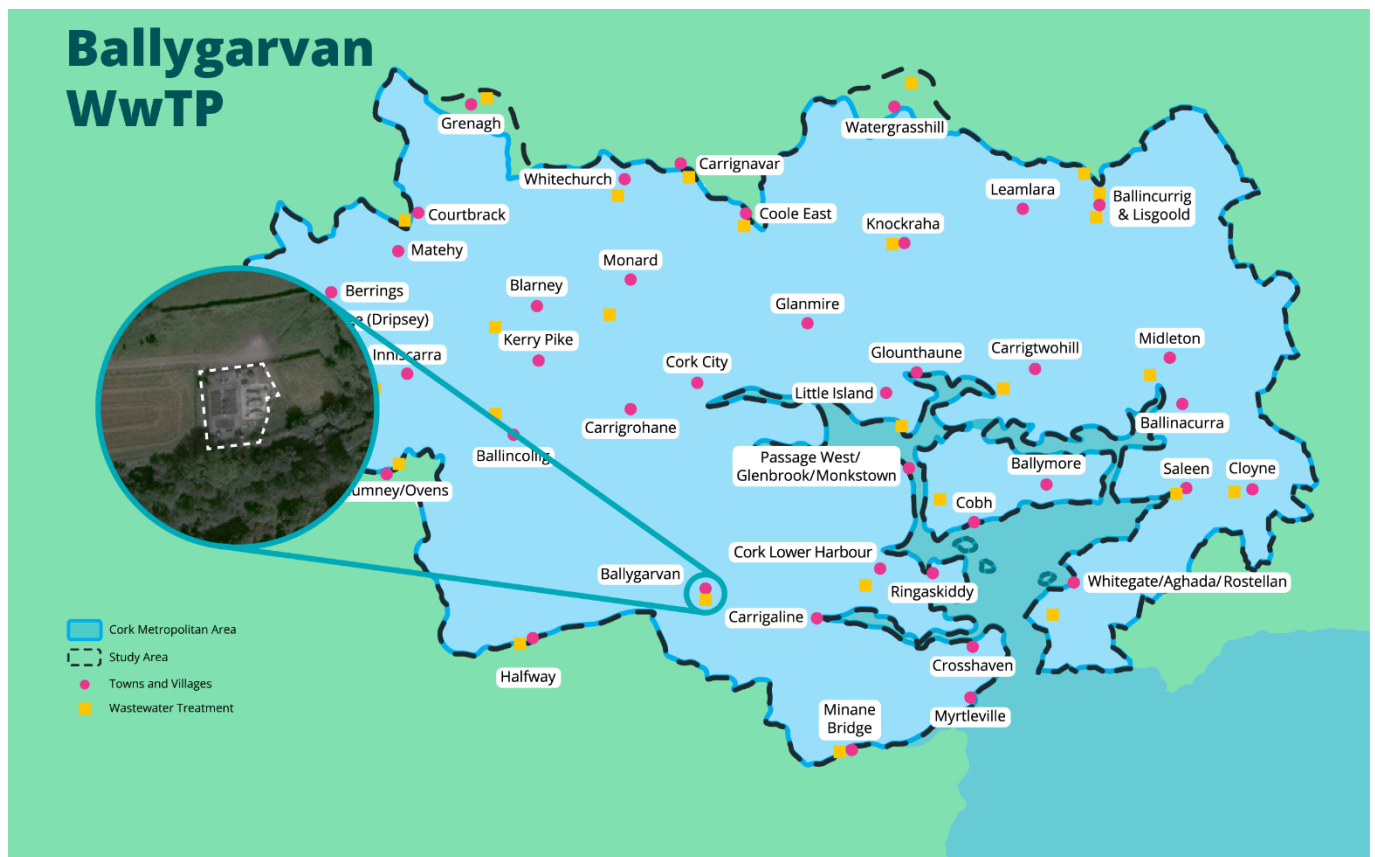 Ballygarvan
WwTP
Grenagh
Watergrasshill
Whitechurch
Carrignavar
Leamlara
Ballincurrig
& Lisgoold
Courtbrack
Coole East
Knockraha
Matehy
Monard
Berrings
Blarney
Glanmire
(Dripsey)
Inniscarra
Kerry Pike
Cork City
Glounthaune
Carrigtwohill
Midleton
Little Island
Carrigrohane
Ballinacurra
Ballincollig
Passage West/
Glenbrook/Monkstown
Ballymore
Saleen
Cloyne
umney/Ovens
Cobh
Cork Lower Harbour
Ballygarvan
Ringaskiddy
Whitegate/Aghada/Rostellan
Carrigaline
Crosshaven
Halfway
Minane
Bridge
Myrtleville
Cork Metropolitan Area
Study Area
Towns and Villages
Wastewater Treatment